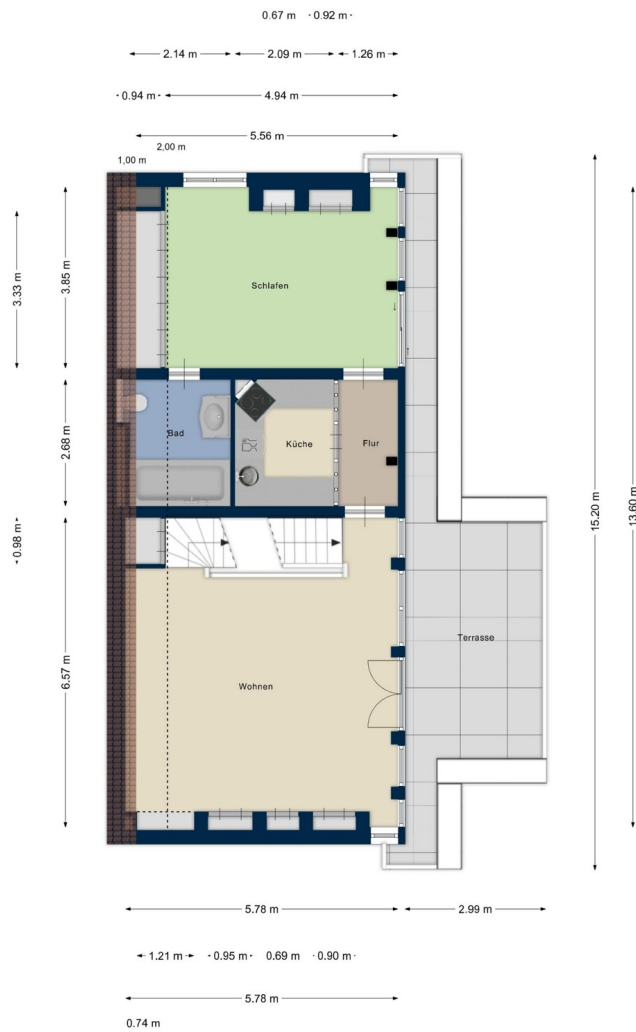 0.67 m 0.92 m
2.14 m 2.09 m 1.26 m
0.94 m 4.94 m
5.56 m
2,00 m
1,00 m
3.33 m
3.85 m
Schlafen
2.68 m
Bad
Küche
Flur
15.20 m
13.60 m
0.98 m
6.57 m
Terrasse
Wohnen
5.78 m 2.99 m
1.21 m 0.95 m 0.69 m 0.90 m
5.78 m
0.74 m